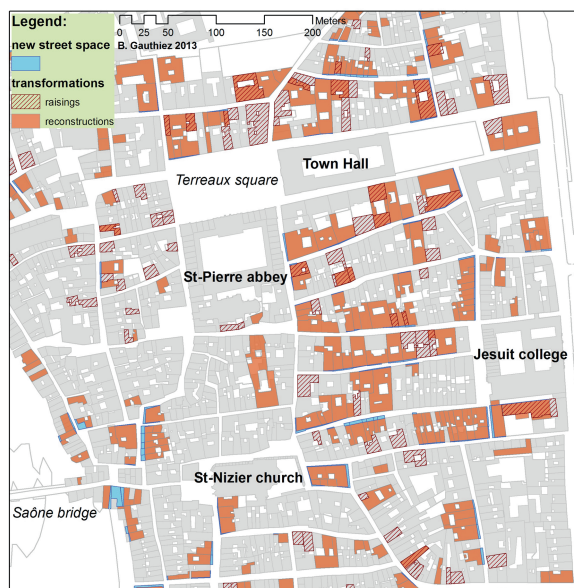 Legend:
new street space
transformations
raisings
reconstructions
0 25 50 100 150 200
Meters
B. Gauthiez 2013
Town Hall
Terreaux square
St-Pierre abbey
Jesuit college
St-Nizier church
Saône bridge